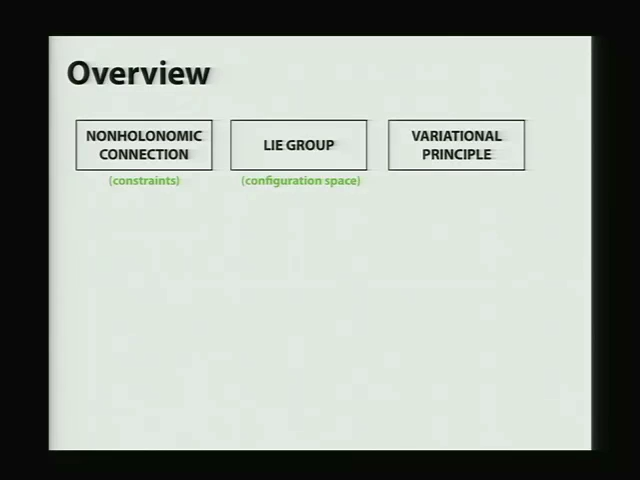 Overview
NONHOLONOMIC
CONNECTION
(constraints)
LIE GROUP
(configuration space)
VARIATIONAL
PRINCIPLE